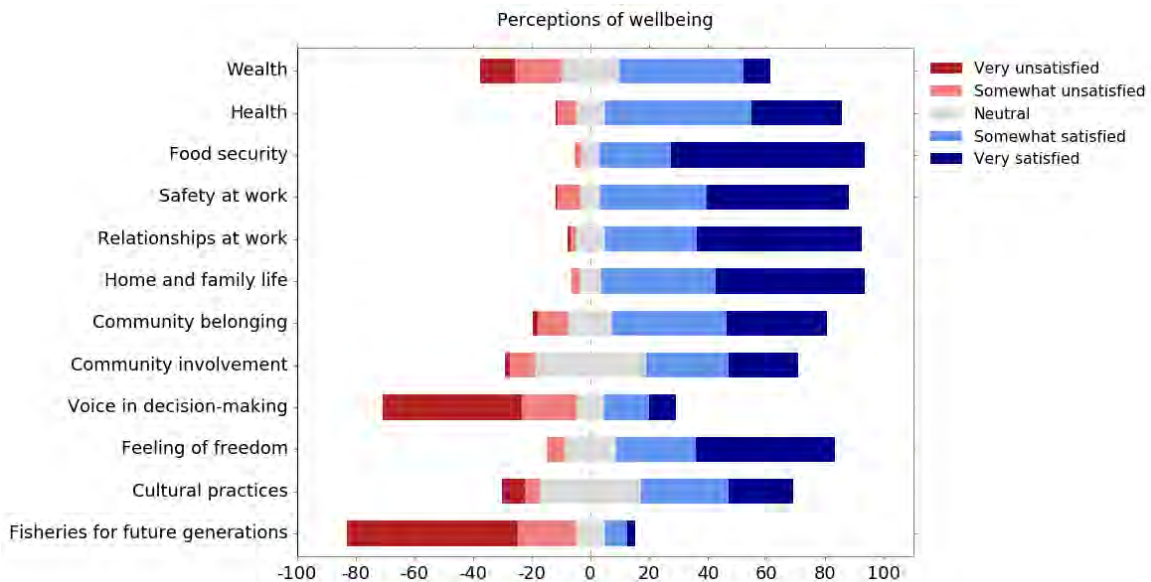 Perceptions of wellbeing
Wealth
Health
Food security
Safety at work
Relationships at work
Home and family life
Community belonging
Community involvement
Voice in decision-making
Feeling of freedom
Cultural practices
Fisheries for future generations
-100 -80 -60 -40 -20 0 20 40 60 80 100
Very unsatisfied
Somewhat unsatisfied
Neutral
Somewhat satisfied
Very satisfied